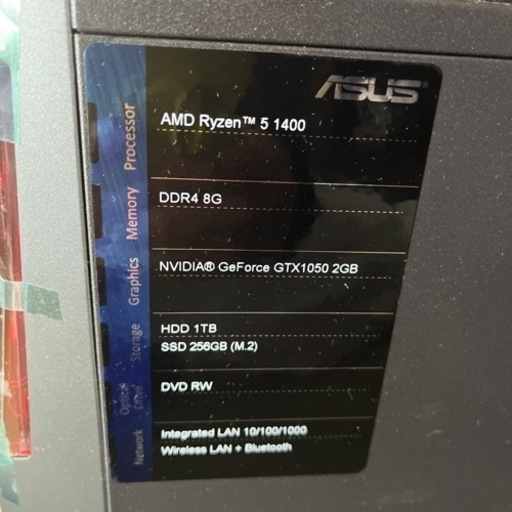 ASUS
Processor
AMD Ryzen™ 5 1400
Memory
DDR4 8G
Graphics
NVIDIA® GeForce GTX1050 2GB
Storage
HDD 1TB
SSD 256GB (M.2)
Optical
Drive
DVD RW
Network
Integrated LAN 10/100/1000
Wireless LAN + Bluetooth